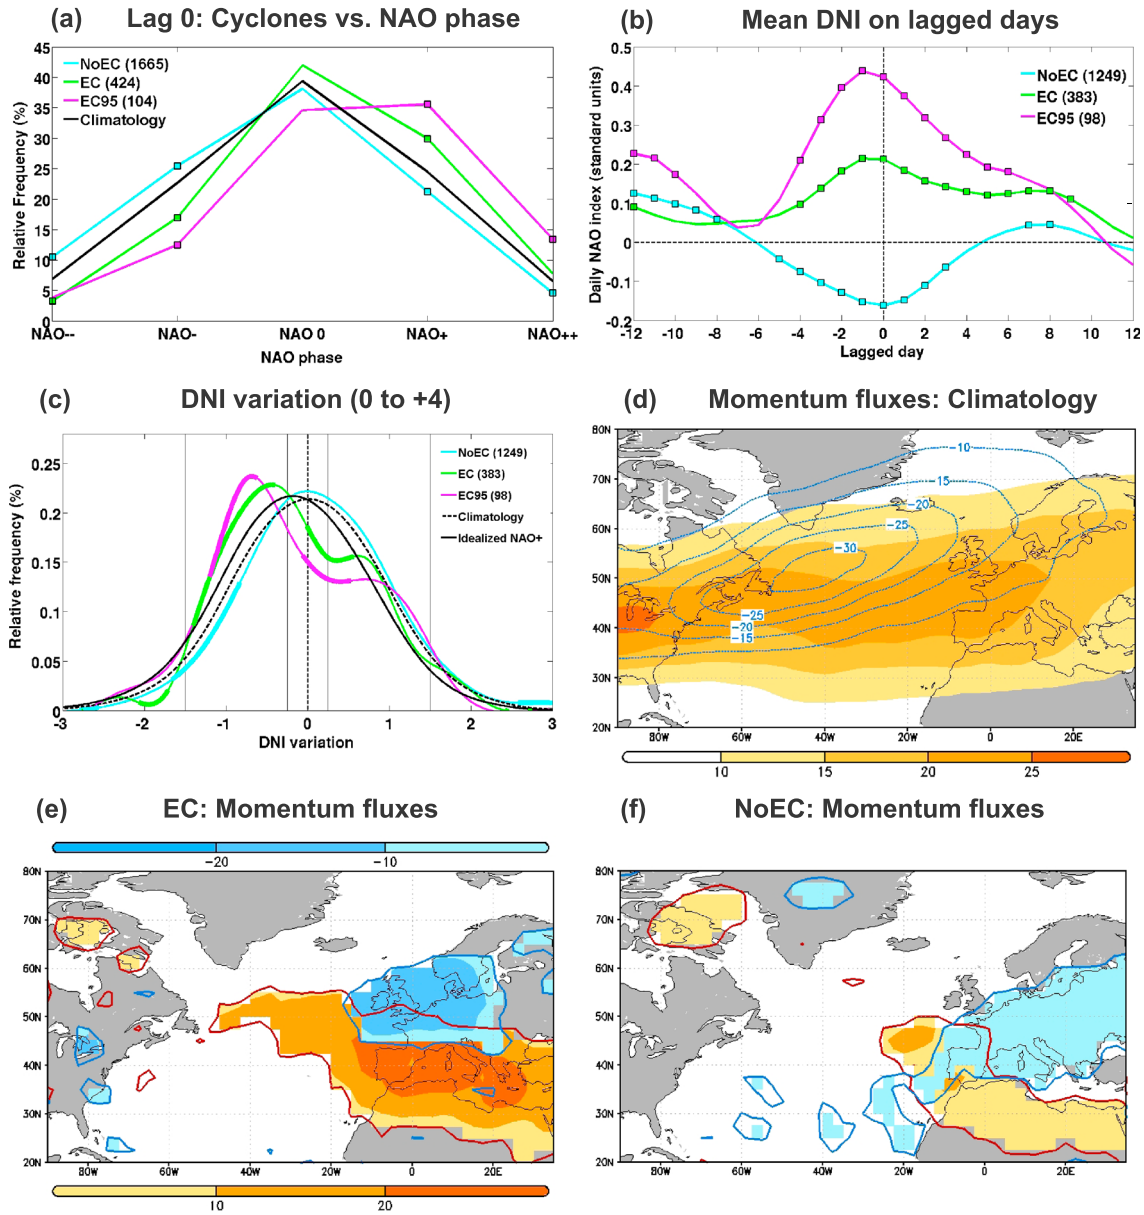 (a) Lag 0: Cyclones vs. NAO phase
45
40
35
30
25
20
15
10
5
0
Relative Frequency (%)
NoEC (1665)
EC (424)
EC95 (104)
Climatology
NAO-- NAO- NAO 0 NAO+ NAO++
NAO phase
(b) Mean DNI on lagged days
0.5
0.4
0.3
0.2
0.1
0
-0.1
-0.2
Daily NAO index (standard units)
NoEC (1249)
EC (383)
EC95 (98)
-12 -10 -8 -6 -4 -2 0 2 4 6 8 10 12
Lagged day
(c) DNI variation (0 to +4)
0.25
0.2
0.15
0.1
0.05
0
Relative frequency (%)
NoEC (1249)
EC (383)
EC95 (98)
Climatology
Idealized NAO+
-3 -2 -1 0 1 2 3
DNI variation
(d) Momentum fluxes: Climatology
80N
70N
60N
50N
40N
30N
20N
-10
-15
-20
-25
-30
-25
-20
-15
80W 60W 40W 20W 0 20E
10 15 20 25
(e) EC: Momentum fluxes
-20 -10
80N
70N
60N
50N
40N
30N
20N
80W 60W 40W 20W 0 20E
10 20
(f) NoEC: Momentum fluxes
80N
70N
60N
50N
40N
30N
20N
80W 60W 40W 20W 0 20E